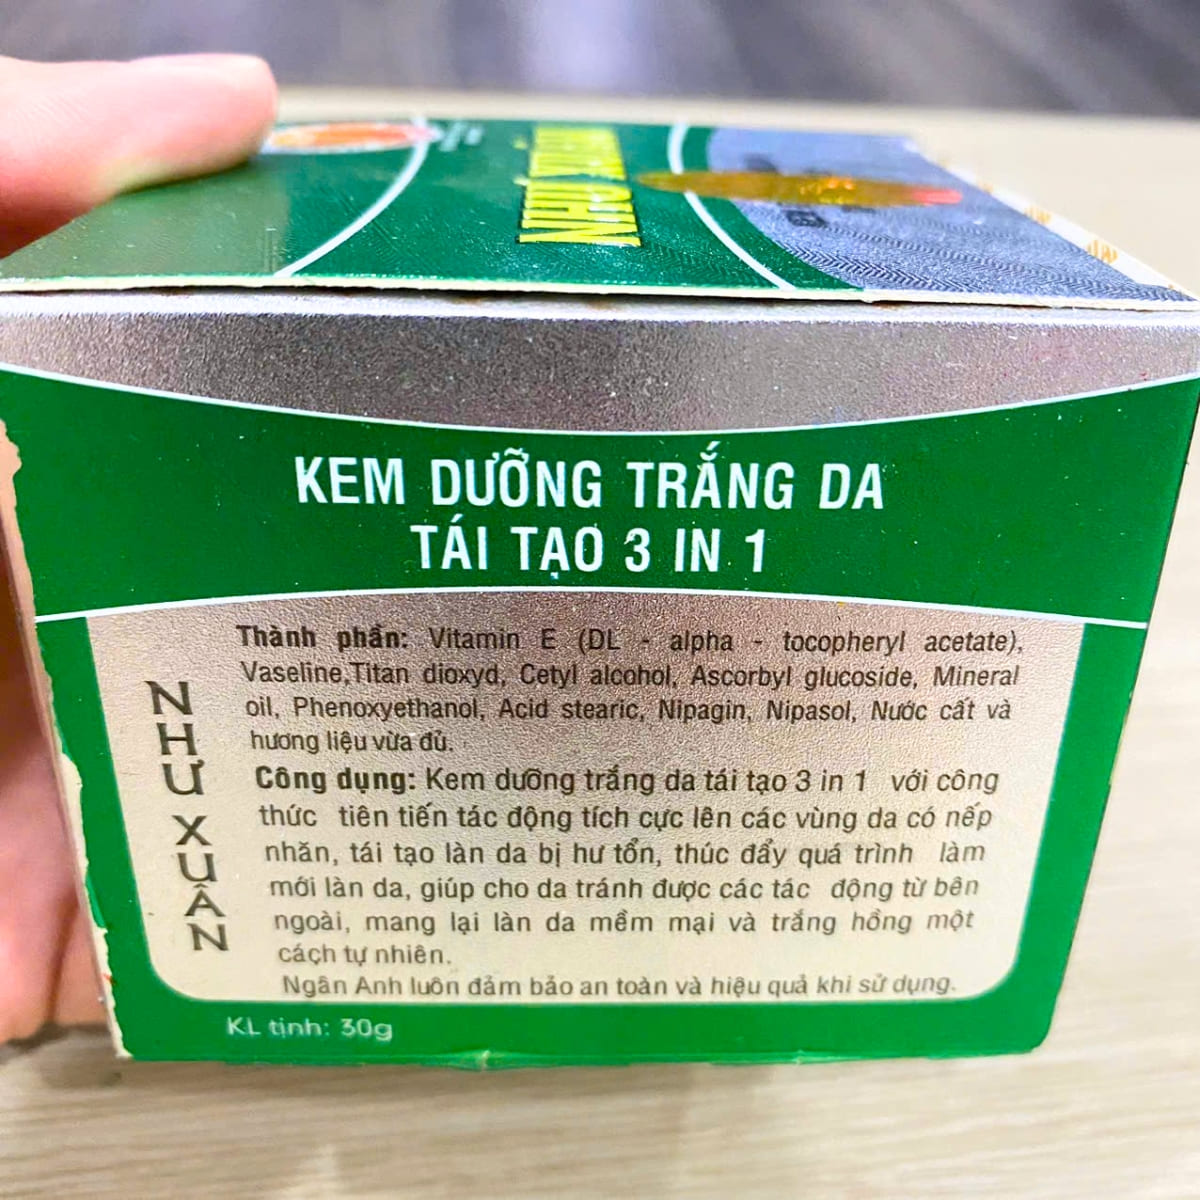 NHƯ XUÂN
KEM DƯỠNG TRẮNG DA
TÁI TẠO 3 IN 1
NHƯ XUÂN
Thành phần: Vitamin E (DL - alpha - tocopheryl acetate),
Vaseline,Titan dioxyd, Cetyl alcohol, Ascorbyl glucoside, Mineral
oil, Phenoxyethanol, Acid stearic, Nipagin, Nipasol, Nước cất và
hương liệu vừa đủ.
Công dụng: Kem dưỡng trắng da tái tạo 3 in 1 với công
thức tiên tiến tác động tích cực lên các vùng da có nếp
nhăn, tái tạo làn da bị hư tổn, thúc đẩy quá trình làm
mới làn da, giúp cho da tránh được các tác động từ bên
ngoài, mang lại làn da mềm mại và trắng hồng một
cách tự nhiên.
Ngân Anh luôn đảm bảo an toàn và hiệu quả khi sử dụng.
KL tịnh: 30g